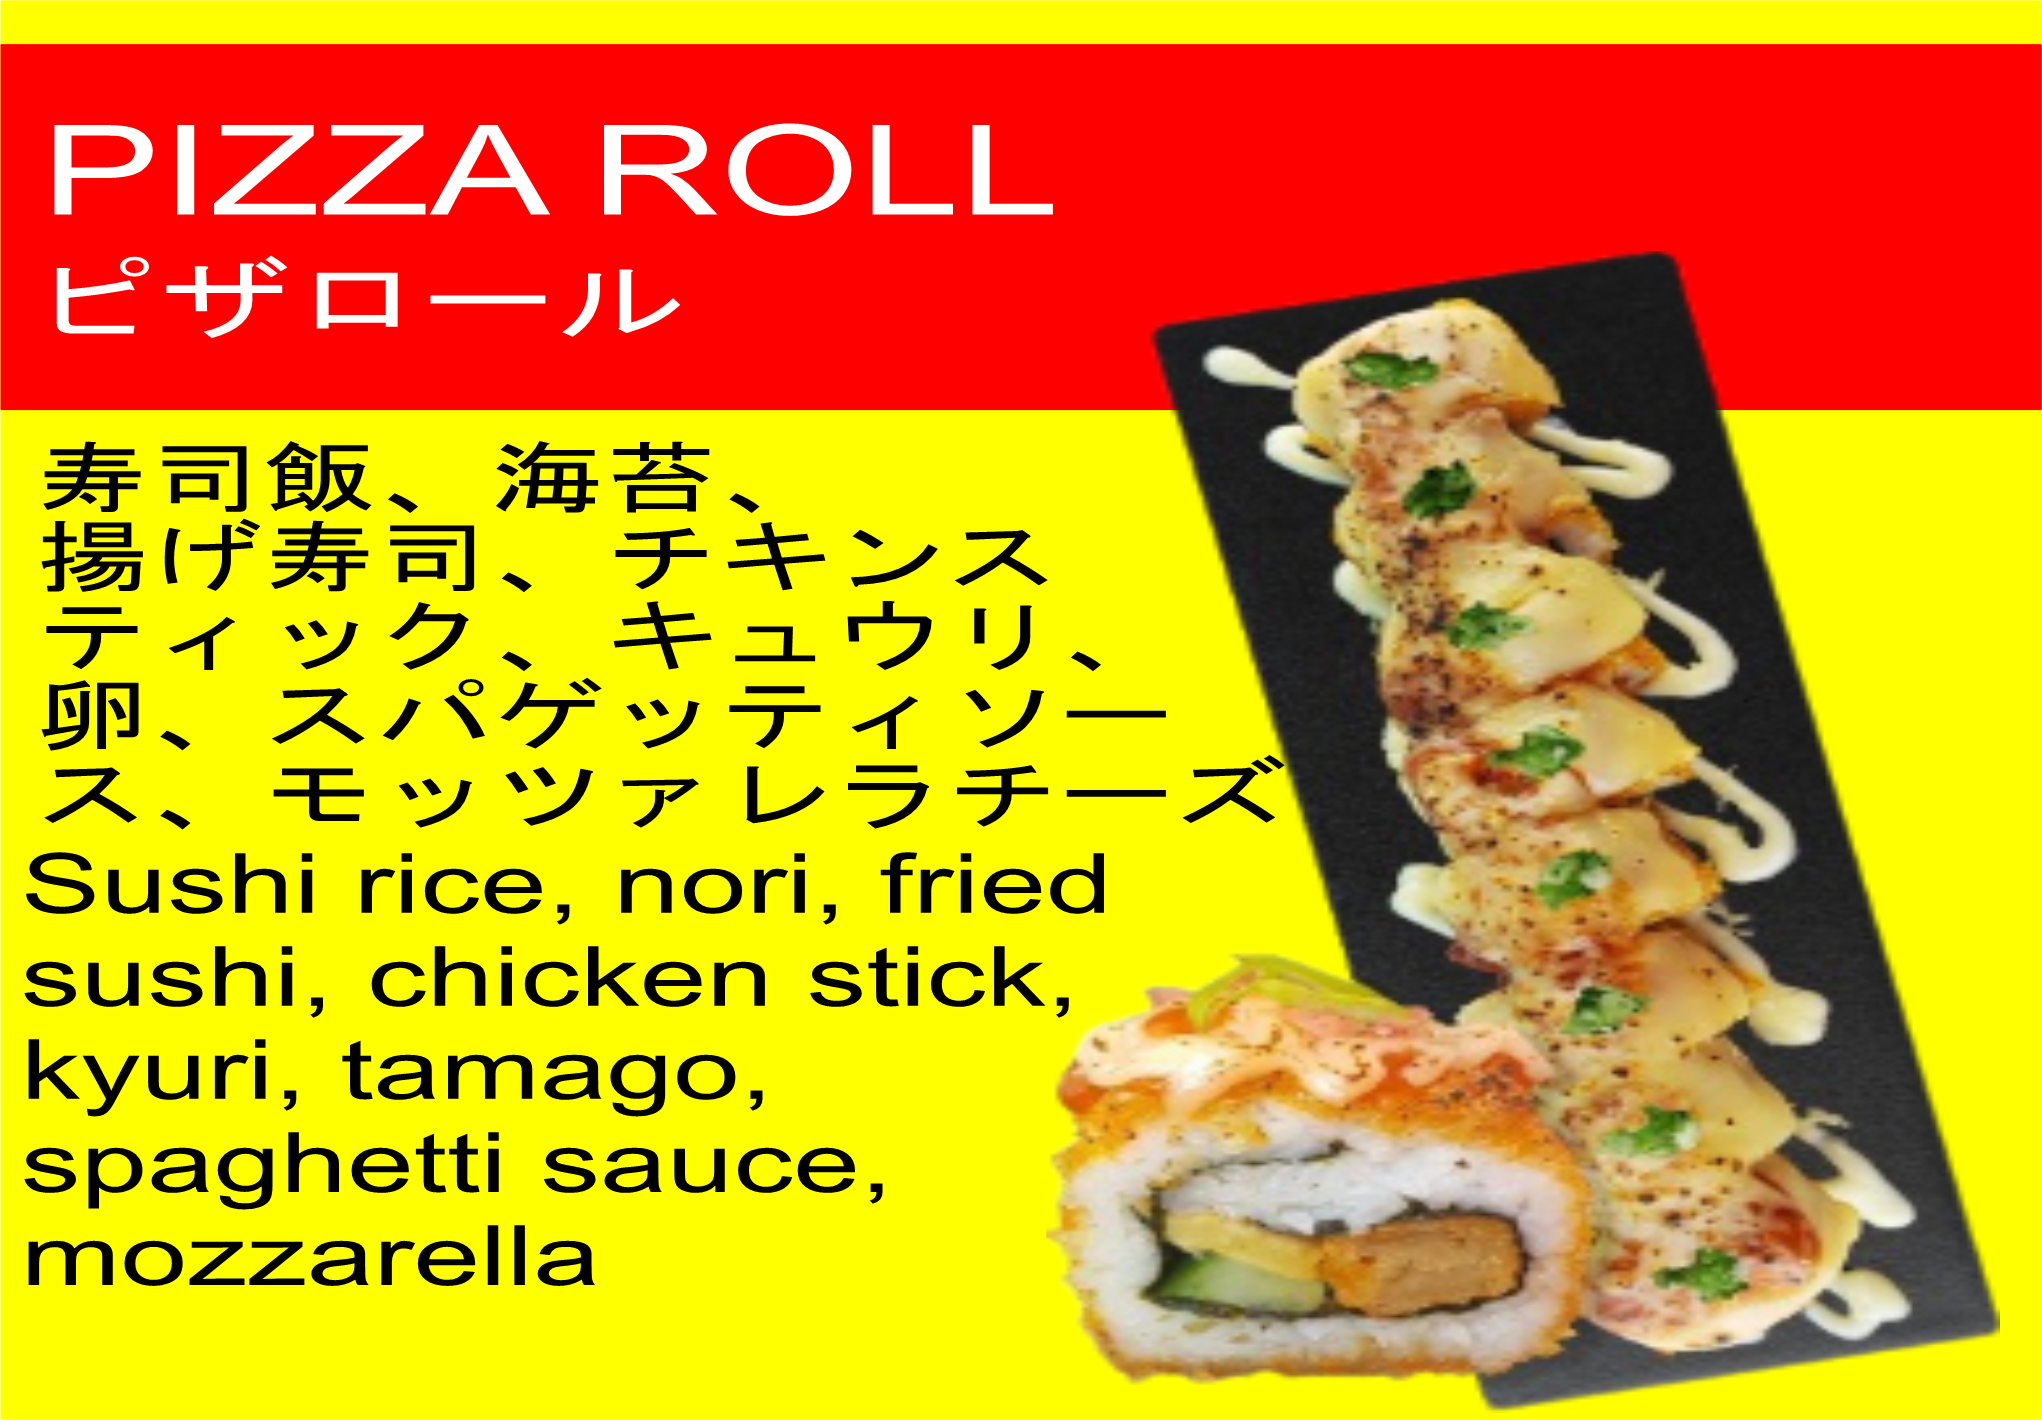 PIZZA ROLL
ピザロール
寿司飯、海苔、
揚げ寿司、チキンス
ティック、キュウリ、
卵、スパゲッティソー
ス、モッツァレラチーズ
Sushi rice, nori, fried
sushi, chicken stick,
kyuri, tamago,
spaghetti sauce,
mozzarella